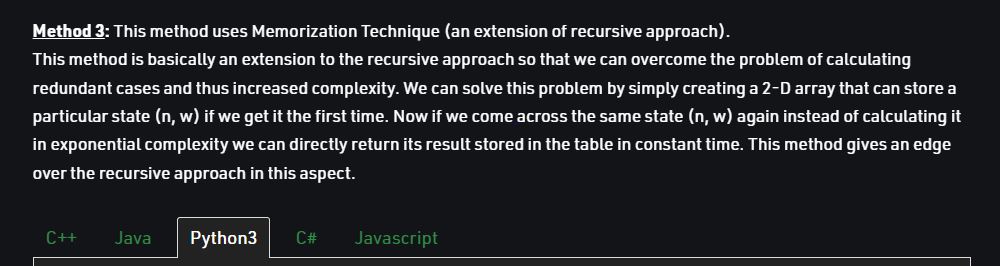 Method 3: This method uses Memorization Technique (an extension of recursive approach).
This method is basically an extension to the recursive approach so that we can overcome the problem of calculating
redundant cases and thus increased complexity. We can solve this problem by simply creating a 2-D array that can store a
particular state (n, w) if we get it the first time. Now if we come across the same state (n, w) again instead of calculating it
in exponential complexity we can directly return its result stored in the table in constant time. This method gives an edge
over the recursive approach in this aspect.
C++ Java Python3 C# Javascript